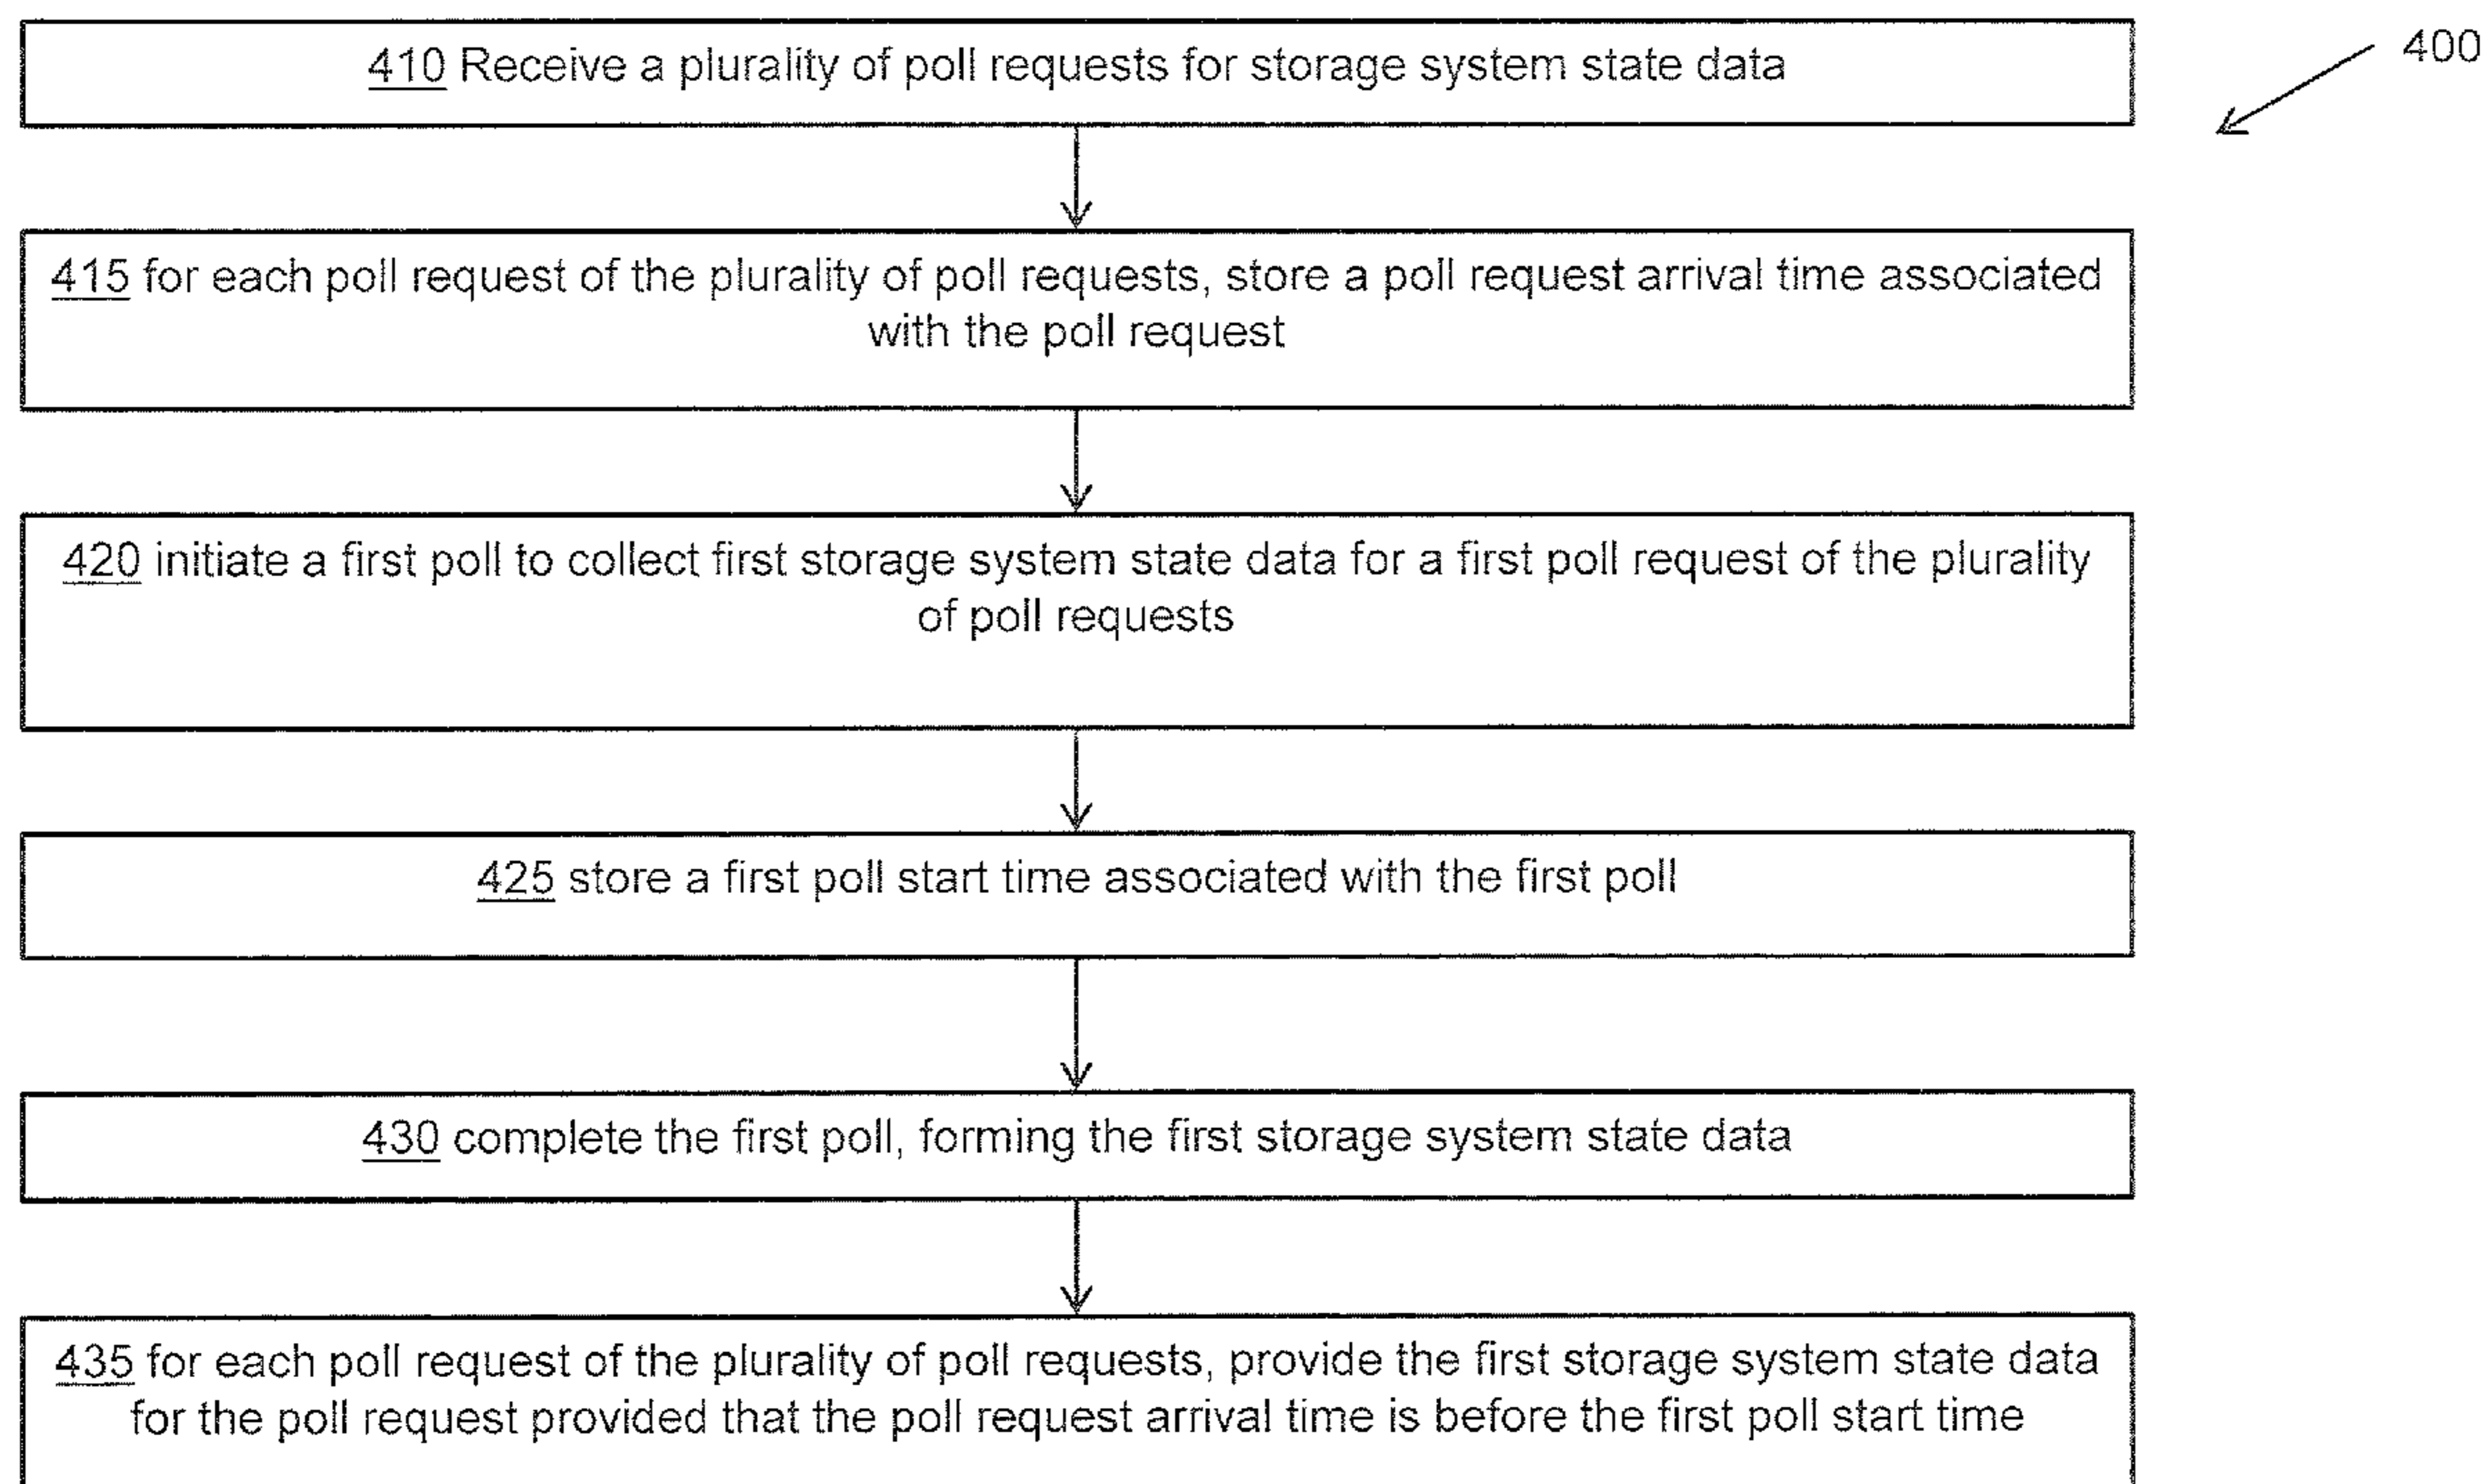 410 Receive a plurality of poll requests for storage system state data
400
415 for each poll request of the plurality of poll requests, store a poll request arrival time associated
with the poll request
420 initiate a first poll to collect first storage system state data for a first poll request of the plurality
of poll requests
425 store a first poll start time associated with the first poll
430 complete the first poll, forming the first storage system state data
435 for each poll request of the plurality of poll requests, provide the first storage system state data
for the poll request provided that the poll request arrival time is before the first poll start time